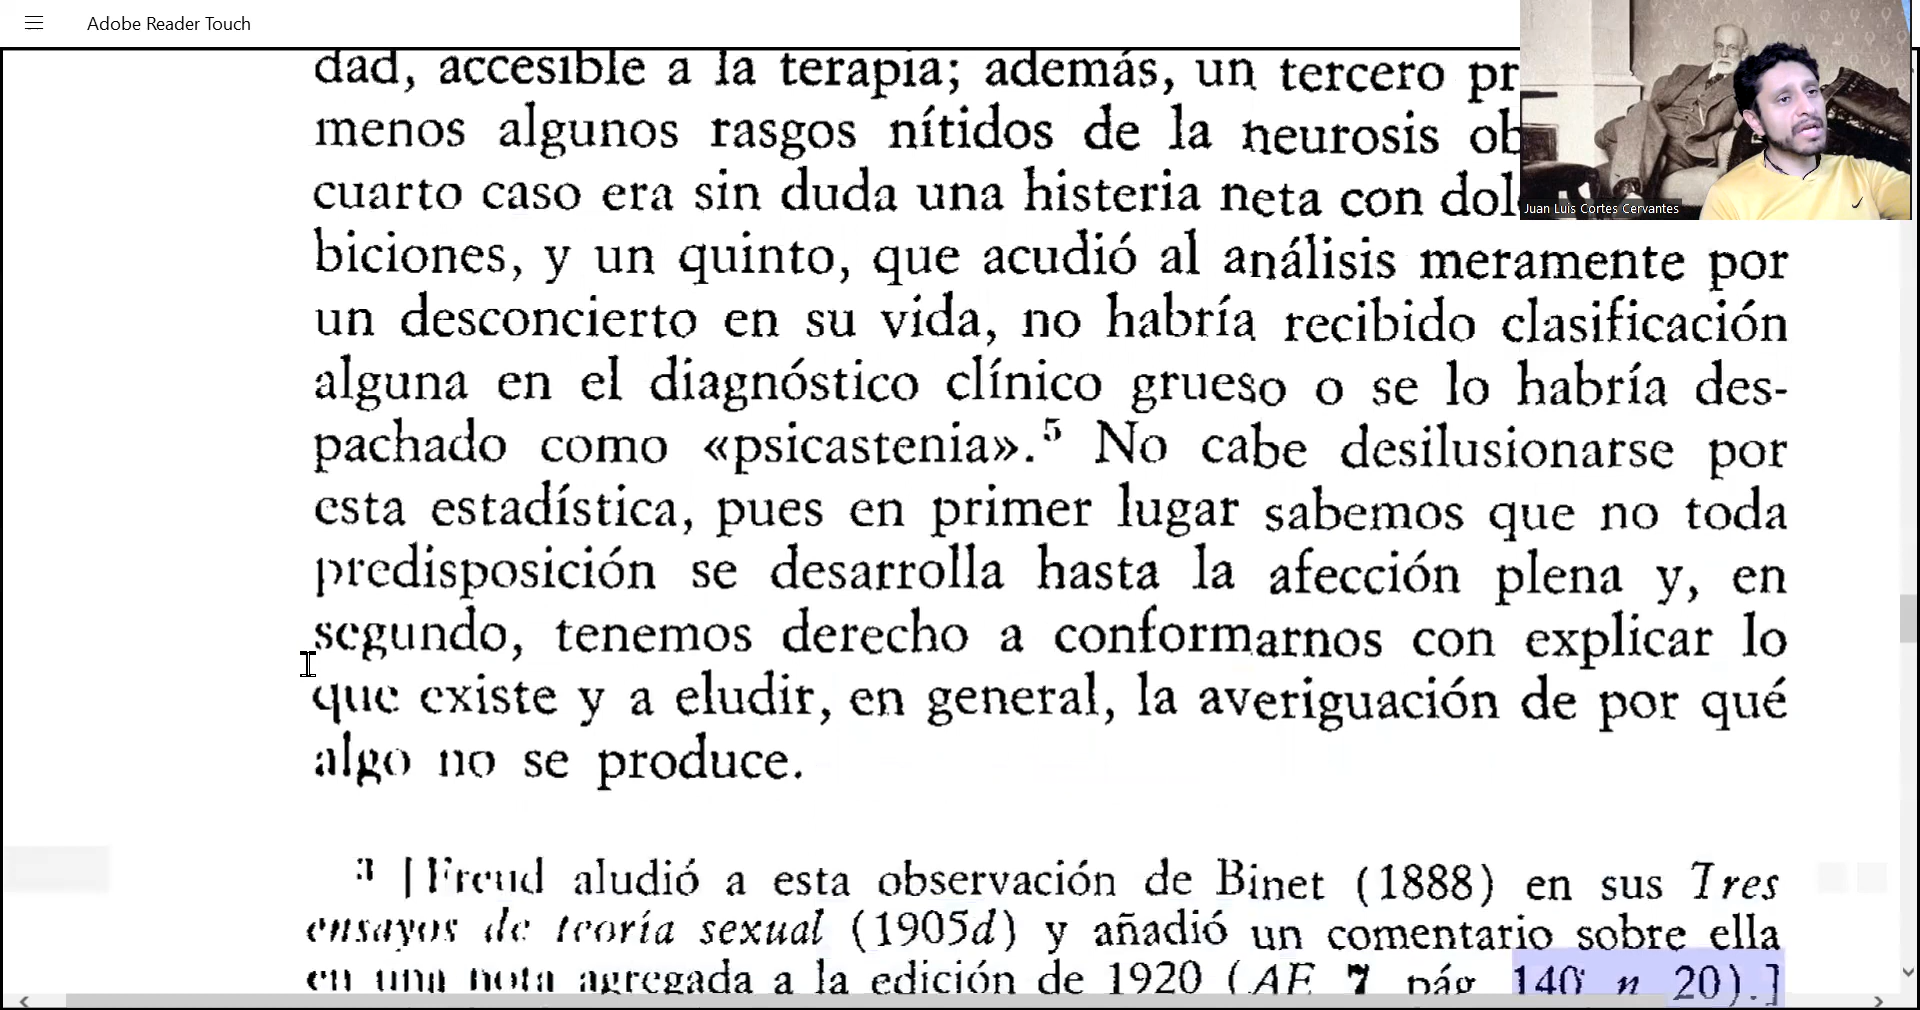 Adobe Reader Touch
dad, accesible a la terapia; además, un tercero pr
menos algunos rasgos nítidos de la neurosis ob
cuarto caso era sin duda una histeria neta con dol
Juan Luis Cortes Cervantes
biciones, y un quinto, que acudió al análisis meramente por
un desconcierto en su vida, no habría recibido clasificación
alguna en el diagnóstico clínico grueso o se lo habría des-
pachado como «psicastenia».⁵ No cabe desilusionarse por
esta estadística, pues en primer lugar sabemos que no toda
predisposición se desarrolla hasta la afección plena y, en
segundo, tenemos derecho a conformarnos con explicar lo
que existe y a eludir, en general, la averiguación de por qué
algo no se produce.
[Freud aludió a esta observación de Binet (1888) en sus Tres
ensayos de teoría sexual (1905d) y añadió un comentario sobre ella
en una nota agregada a la edición de 1920 (AE 7 pág 140 n 20).]